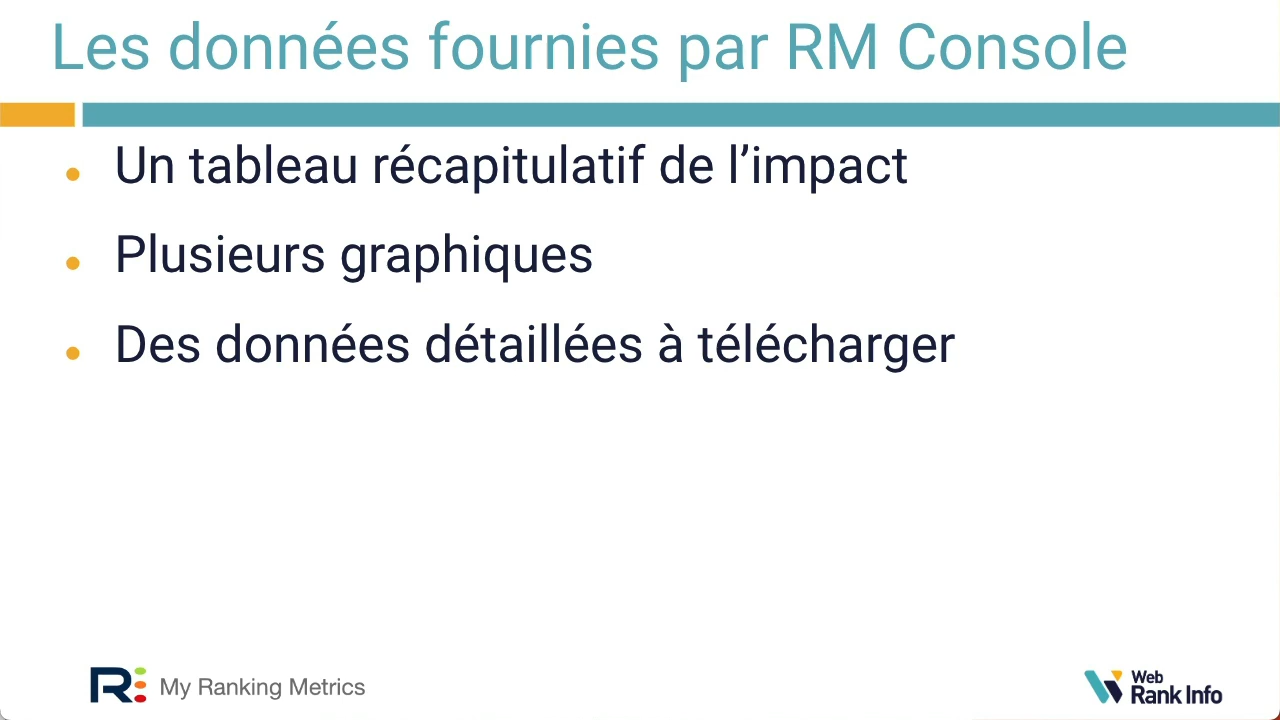 Les données fournies par RM Console
Un tableau récapitulatif de l’impact
Plusieurs graphiques
Des données détaillées à télécharger
R
My Ranking Metrics
Web
Rank Info